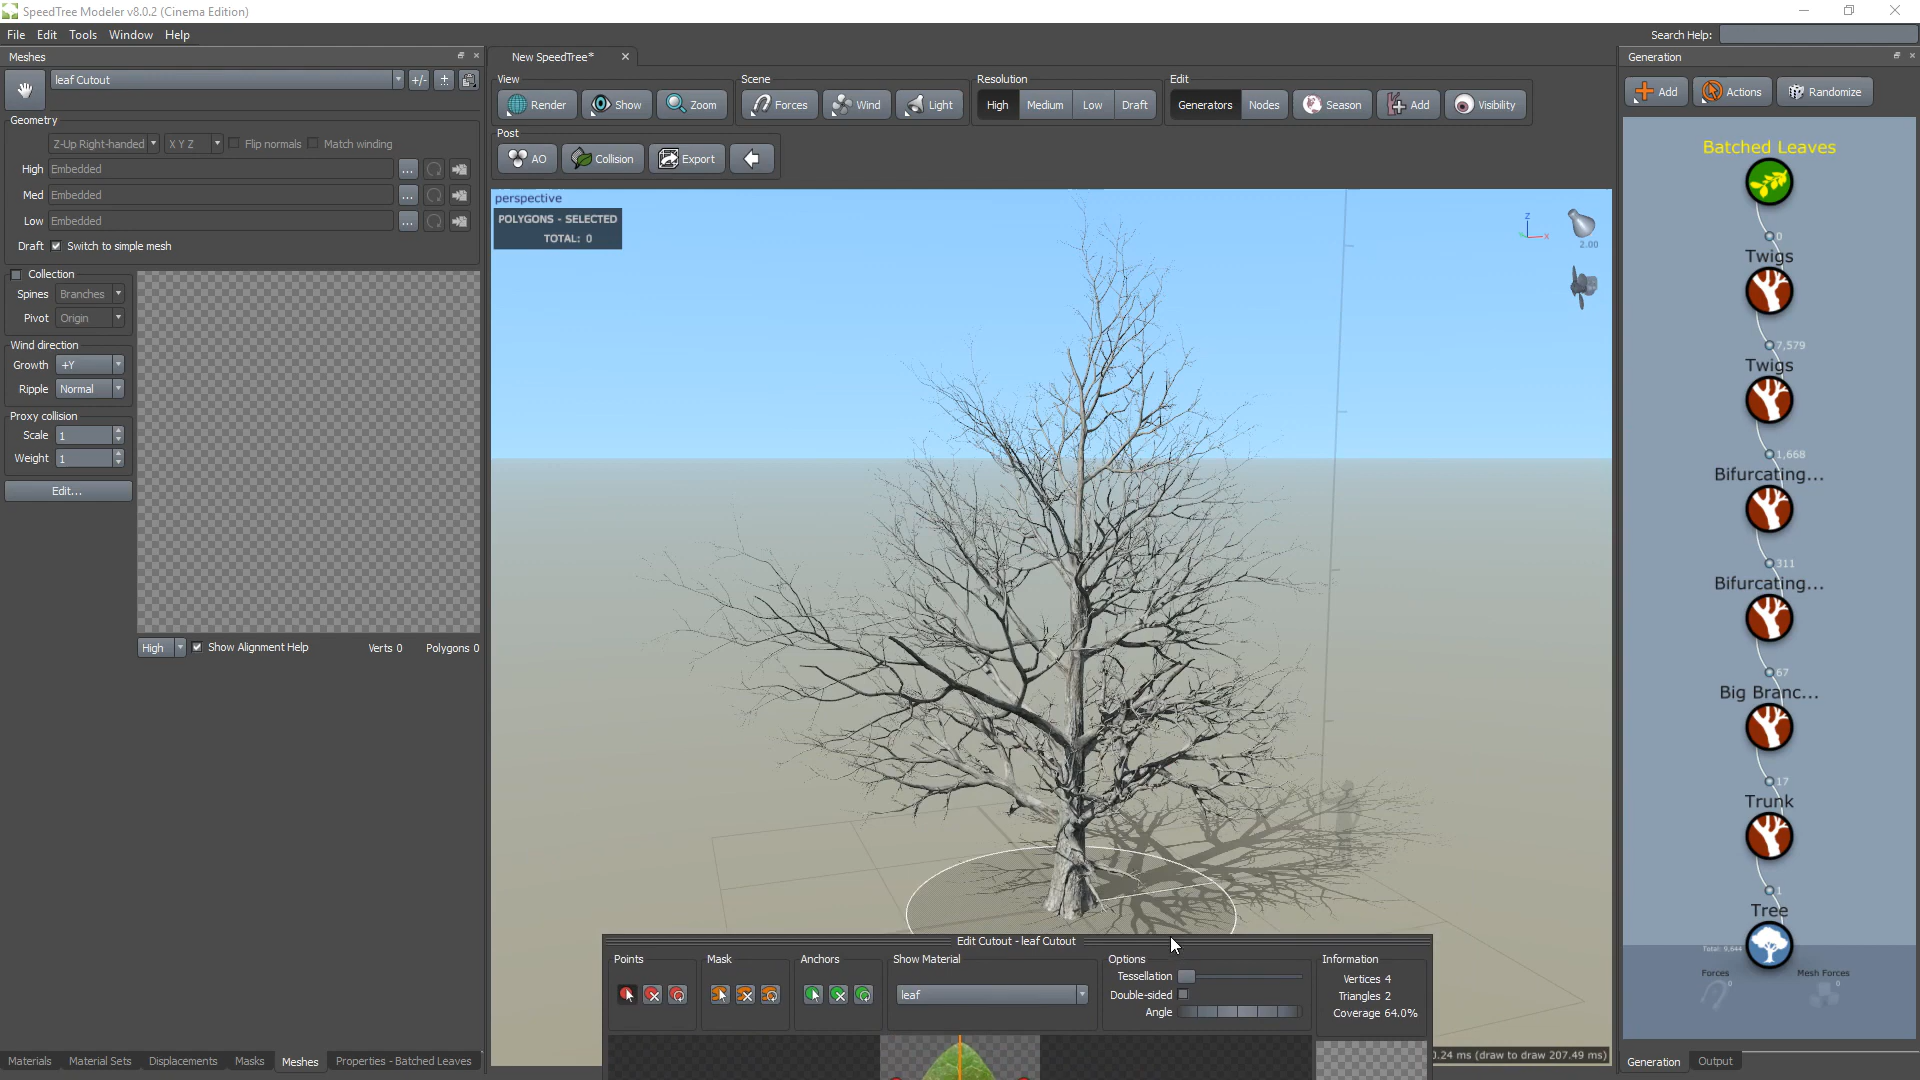 SpeedTree Modeler v8.0.2 (Cinema Edition)
File Edit Tools Window Help
Search Help:
Meshes
leaf Cutout
+/-
Geometry
Z-Up Right-handed X Y Z Flip normals Match winding
High Embedded ...
Med Embedded ...
Low Embedded ...
Draft Switch to simple mesh
Collection
Spines Branches
Pivot Origin
Wind direction
Growth +Y
Ripple Normal
Proxy collision
Scale 1
Weight 1
Edit...
High Show Alignment Help Verts 0 Polygons 0
Materials Material Sets Displacements Masks Meshes Properties - Batched Leaves
New SpeedTree*
View Scene Resolution Edit
Render Show Zoom Forces Wind Light High Medium Low Draft Generators Nodes Season Add Visibility
Post
AO Collision Export
perspective
POLYGONS - SELECTED
TOTAL: 0
Z
Y X
2.00
Edit Cutout - leaf Cutout
Points Mask Anchors Show Material Options Information
leaf
Tessellation
Double-sided
Angle
Vertices 4
Triangles 2
Coverage 64.0%
0.24 ms (draw to draw 207.49 ms)
Generation
Add Actions Randomize
Batched Leaves
0
Twigs
7,579
Twigs
1,668
Bifurcating...
311
Bifurcating...
67
Big Branc...
17
Trunk
1
Tree
Total: 9,644
Forces Mesh Forces
0 0
Generation Output